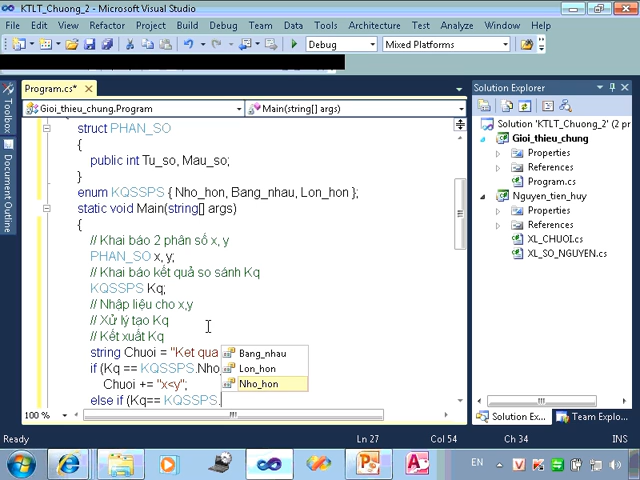 KTLT_Chuong_2 - Microsoft Visual Studio
File Edit View Refactor Project Build Debug Team Data Tools Architecture Test Analyze Window Help
Debug Mixed Platforms
Program.cs* ×
Solution Explorer
Gioi_thieu_chung.Program Main(string[] args)
Toolbox
Document Outline
struct PHAN_SO
{
public int Tu_so, Mau_so;
}
enum KQSSPS { Nho_hon, Bang_nhau, Lon_hon };
static void Main(string[] args)
{
// Khai báo 2 phân số x, y
PHAN_SO x, y;
// Khai báo kết quả so sánh Kq
KQSSPS Kq;
// Nhập liệu cho x,y
// Xử lý tạo Kq
// Kết xuất Kq
string Chuoi = "Ket qua
if (Kq == KQSSPS.Nho
Chuoi += "x<y";
else if (Kq== KQSSPS.
Bang_nhau
Lon_hon
Nho_hon
100 %
Solution 'KTLT_Chuong_2' (2 pr
Gioi_thieu_chung
Properties
References
Program.cs
Nguyen_tien_huy
Properties
References
XL_CHUOI.cs
XL_SO_NGUYEN.cs
Solution Ex... Team Explo...
Ready Ln 27 Col 54 Ch 34 INS
EN